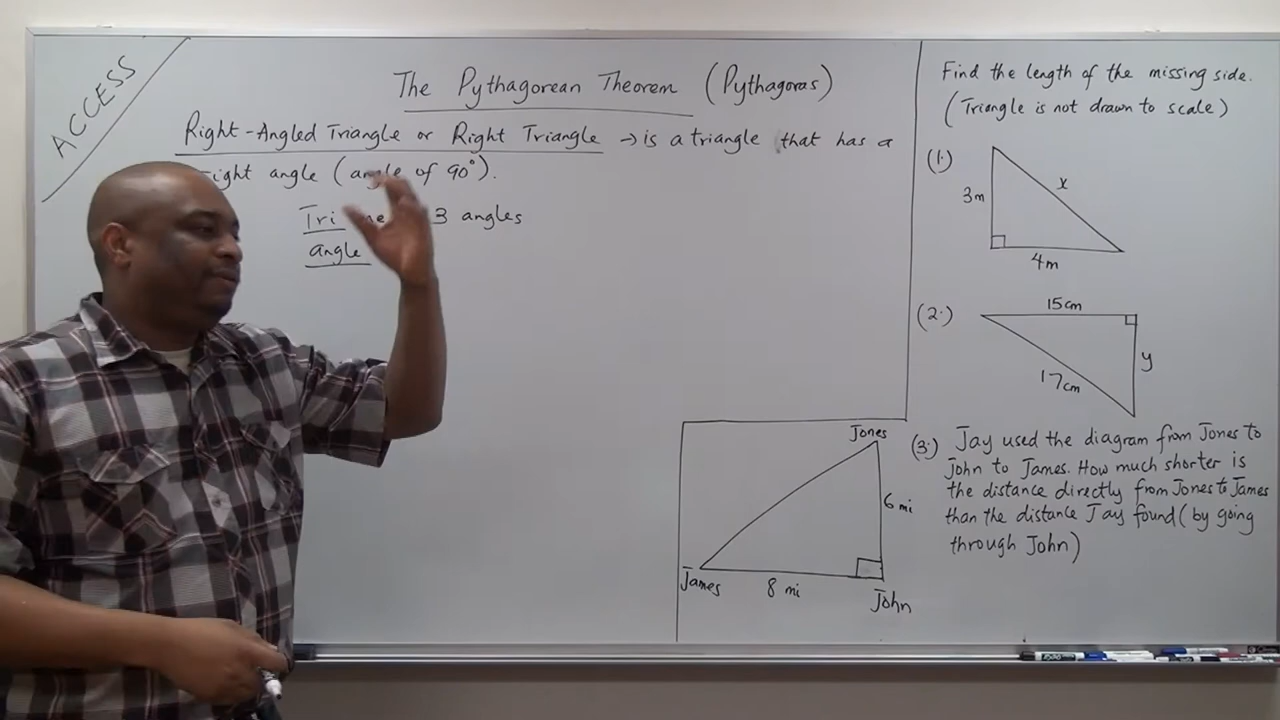 ACCESS
The Pythagorean Theorem (Pythagoras)
Right-Angled Triangle or Right Triangle → is a triangle that has a
right angle (angle of 90°).
Tri 3 angles
angle
Find the length of the missing side.
(Triangle is not drawn to scale)
(1.)
3m
x
4m
(2.)
15cm
17cm
y
(3.) Jay used the diagram from Jones to
John to James. How much shorter is
the distance directly from Jones to James
than the distance Jay found (by going
through John)
Jones
6 mi
James
8 mi
John